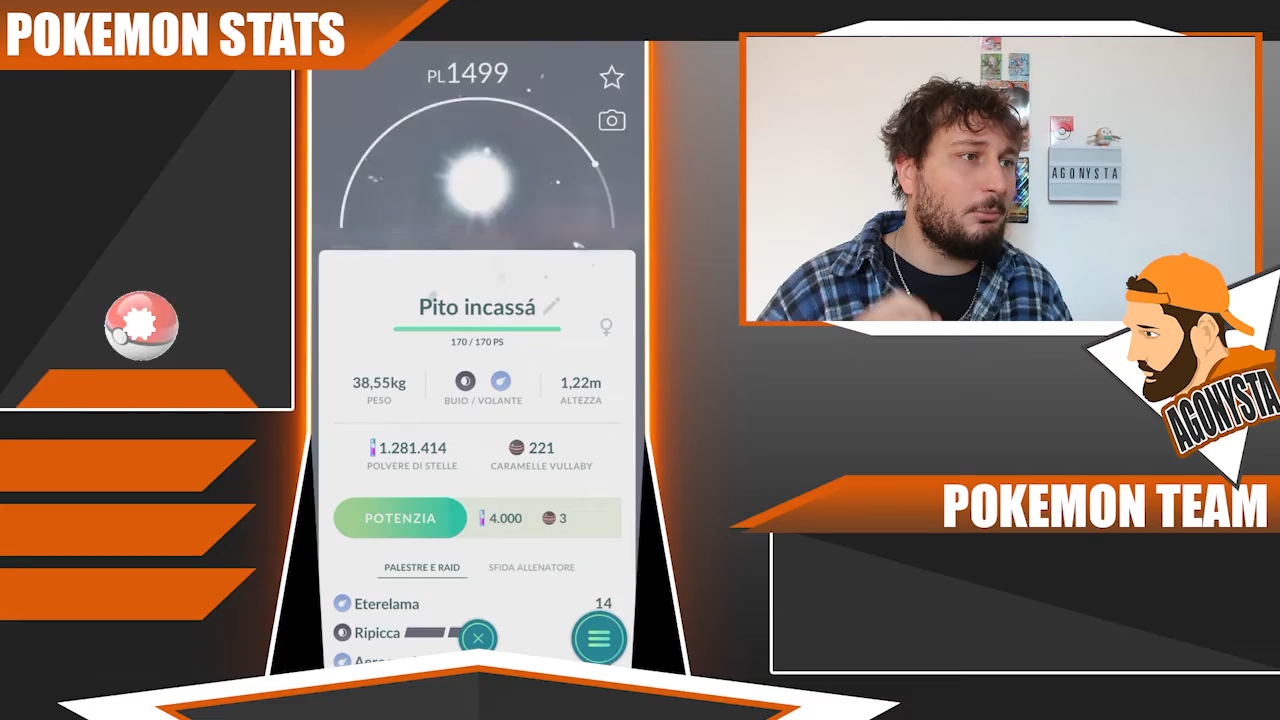 POKEMON STATS
PL1499
AGONYSTA
Pito incassá
170 / 170 PS
38,55kg
PESO
BUIO / VOLANTE
1,22m
ALTEZZA
1.281.414
POLVERE DI STELLE
221
CARAMELLE VULLABY
POTENZIA
4.000
3
PALESTRE E RAID
SFIDA ALLENATORE
Eterelama
14
Ripicca
AGONYSTA
POKEMON TEAM